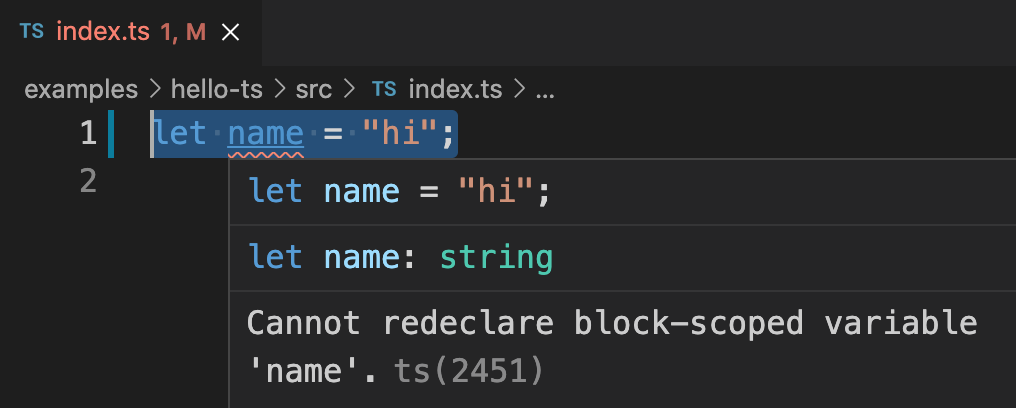 TS index.ts 1, M ×
examples > hello-ts > src > TS index.ts > ...
1 let name = "hi";
2
let name = "hi";
let name: string
Cannot redeclare block-scoped variable
'name'. ts(2451)